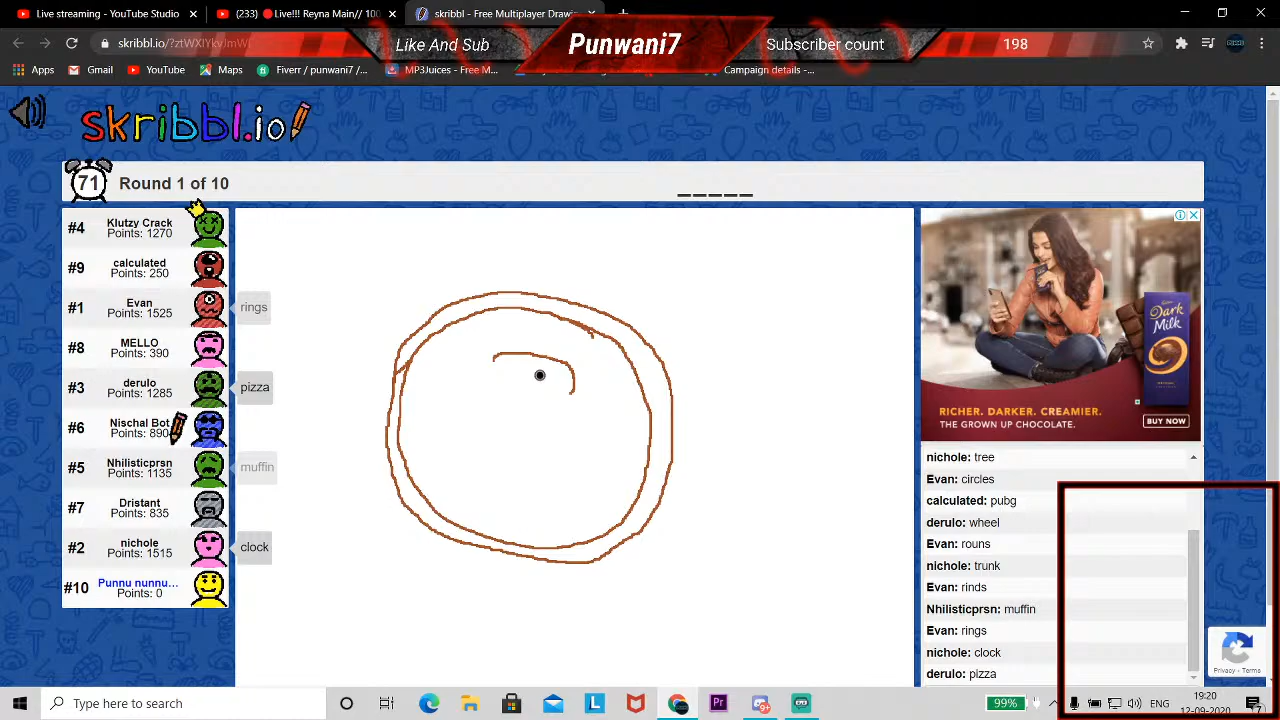 Live streaming - YouTube Studio
(233) Live!!! Reyna Main// 100
skribbl - Free Multiplayer Drawi
Like And Sub
Punwani7
Subscriber count
198
skribbl.io/?ztWXIYkvJmWl
Apps
Gmail
YouTube
Maps
Fiverr / punwani7 /...
MP3Juices - Free M...
Campaign details -...
skribbl.io
71
Round 1 of 10
_____
#4
Klutzy Crack
Points: 1270
#9
calculated
Points: 250
#1
Evan
Points: 1525
rings
#8
MELLO
Points: 390
#3
derulo
Points: 1285
pizza
#6
Nischal Bot
Points: 890
#5
Nhilisticprsn
Points: 1135
muffin
#7
Dristant
Points: 835
#2
nichole
Points: 1515
clock
#10
Punnu nunnu...
Points: 0
Dark
Milk
RICHER. DARKER. CREAMIER.
THE GROWN UP CHOCOLATE.
BUY NOW
nichole: tree
Evan: circles
calculated: pubg
derulo: wheel
Evan: rouns
nichole: trunk
Evan: rinds
Nhilisticprsn: muffin
Evan: rings
nichole: clock
derulo: pizza
Privacy - Terms
Type here to search
99%
ENG
19:20
12-09-2020